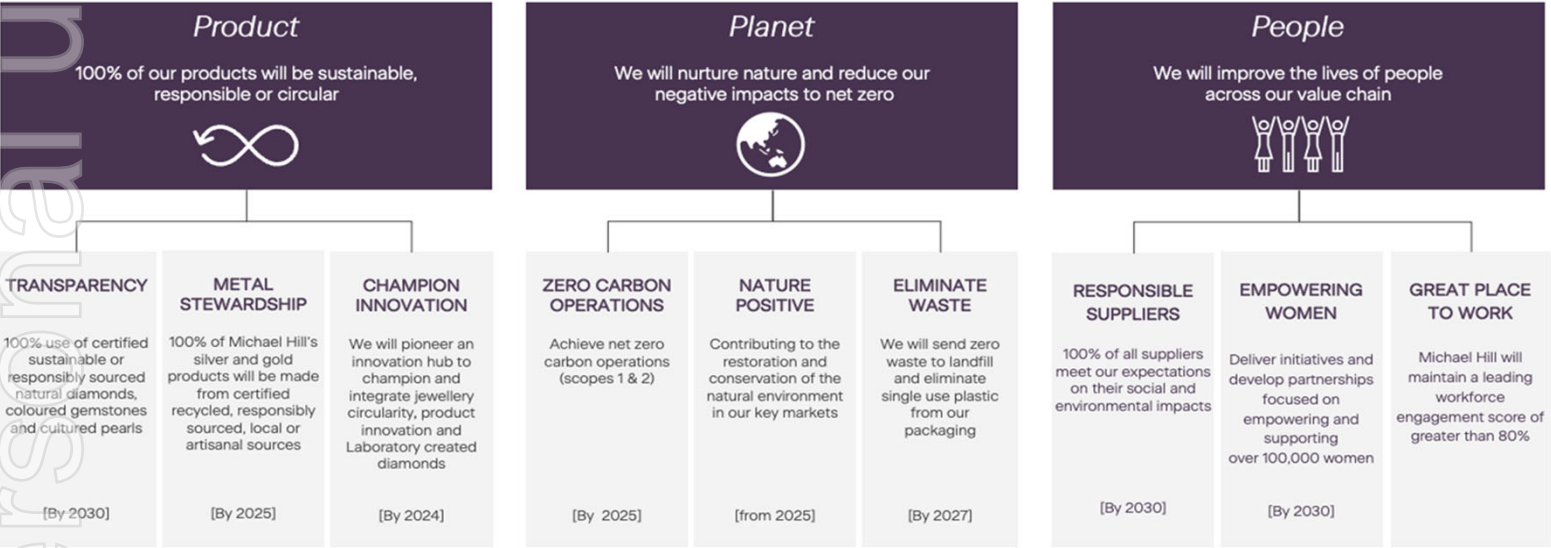 Product
100% of our products will be sustainable,
responsible or circular
TRANSPARENCY
100% use of certified
sustainable or
responsibly sourced
natural diamonds,
coloured gemstones
and cultured pearls
[By 2030]
METAL
STEWARDSHIP
100% of Michael Hill's
silver and gold
products will be made
from certified
recycled, responsibly
sourced, local or
artisanal sources
[By 2025]
CHAMPION
INNOVATION
We will pioneer an
innovation hub to
champion and
integrate jewellery
circularity, product
innovation and
Laboratory created
diamonds
[By 2024]
Planet
We will nurture nature and reduce our
negative impacts to net zero
ZERO CARBON
OPERATIONS
Achieve net zero
carbon operations
(scopes 1 & 2)
[By 2025]
NATURE
POSITIVE
Contributing to the
restoration and
conservation of the
natural environment
in our key markets
[from 2025]
ELIMINATE
WASTE
We will send zero
waste to landfill
and eliminate
single use plastic
from our
packaging
[By 2027]
People
We will improve the lives of people
across our value chain
RESPONSIBLE
SUPPLIERS
100% of all suppliers
meet our expectations
on their social and
environmental impacts
[By 2030]
EMPOWERING
WOMEN
Deliver initiatives and
develop partnerships
focused on
empowering and
supporting
over 100,000 women
[By 2030]
GREAT PLACE
TO WORK
Michael Hill will
maintain a leading
workforce
engagement score of
greater than 80%
ersonal u